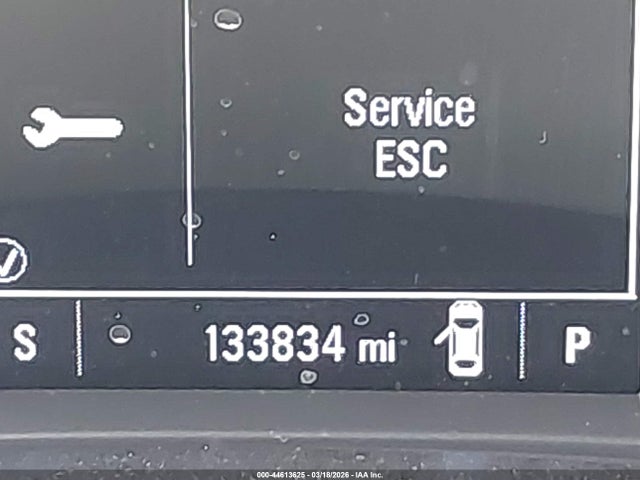 Service
ESC
S
133834 mi
P
000-44613625 - 03/18/2026 - IAA Inc.